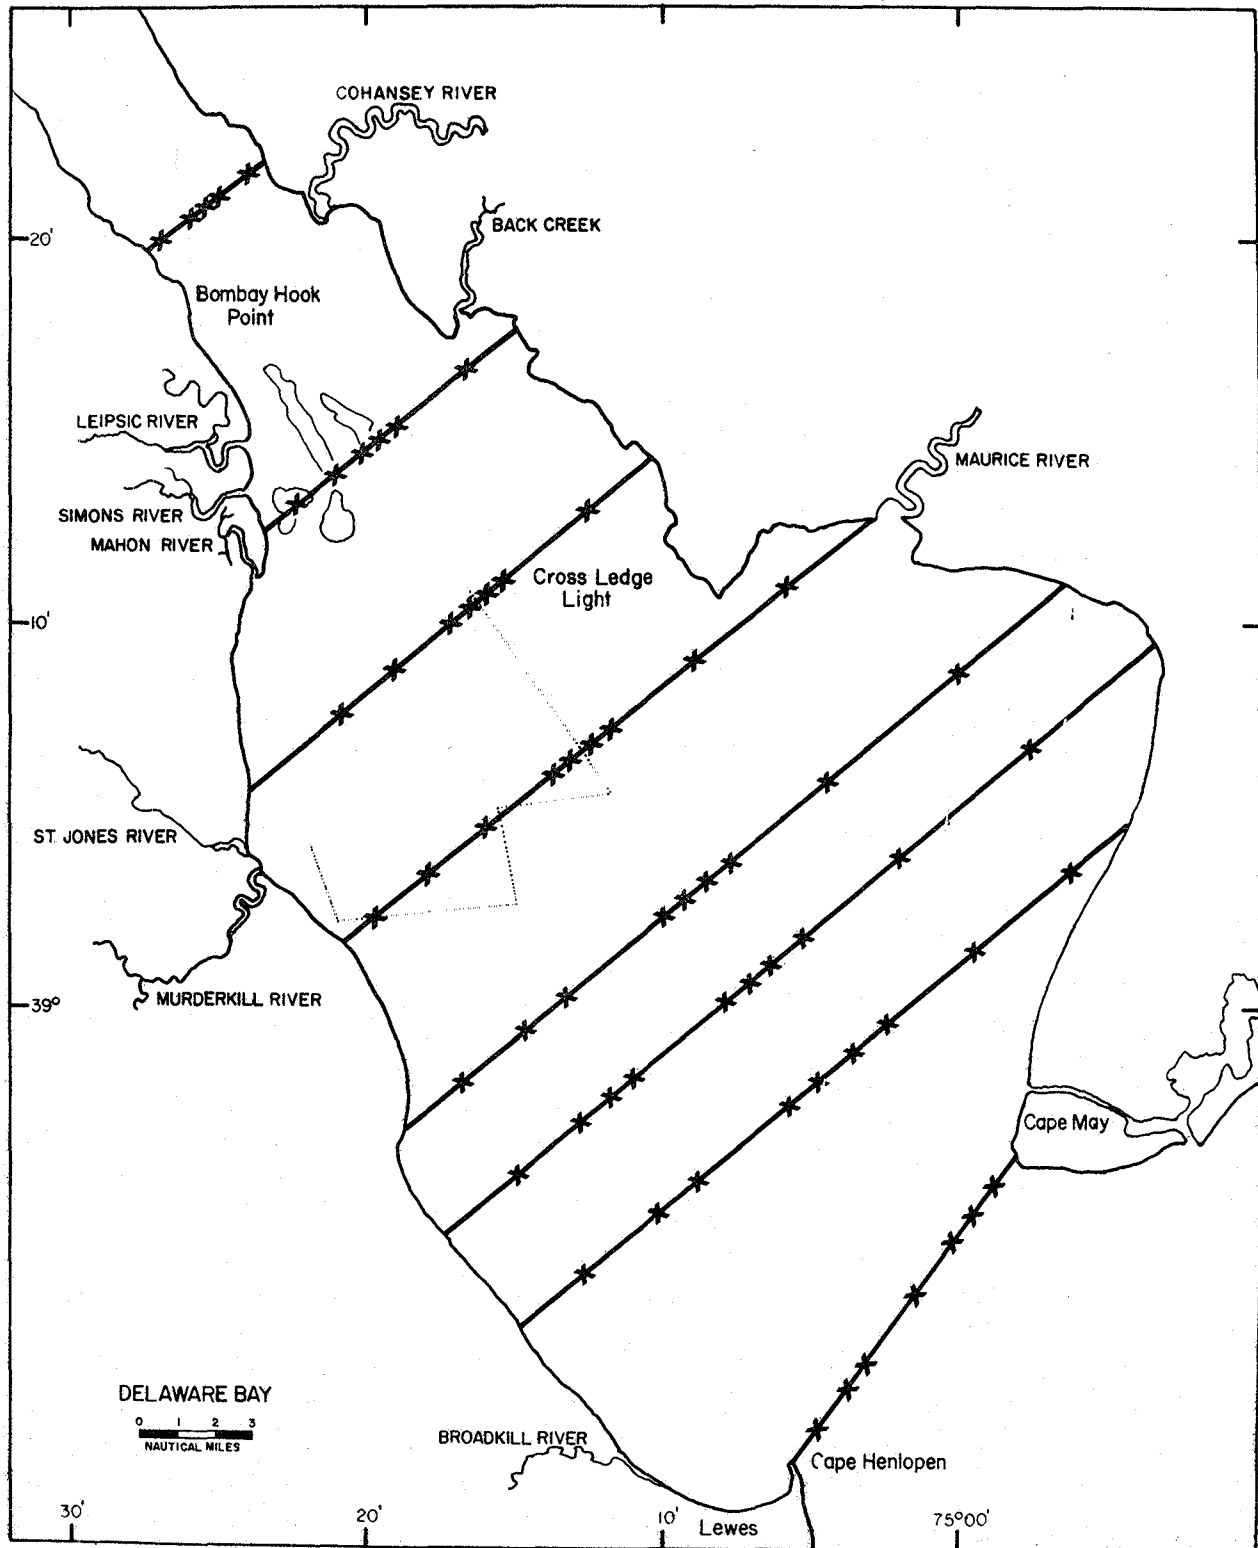 COHANSEY RIVER
BACK CREEK
20'
Bombay Hook
Point
LEIPSIC RIVER
MAURICE RIVER
SIMONS RIVER
MAHON RIVER
Cross Ledge
Light
10'
ST. JONES RIVER
39°
MURDERKILL RIVER
Cape May
DELAWARE BAY
0 1 2 3
NAUTICAL MILES
BROADKILL RIVER
Cape Henlopen
30'
20'
10'
Lewes
75°00'